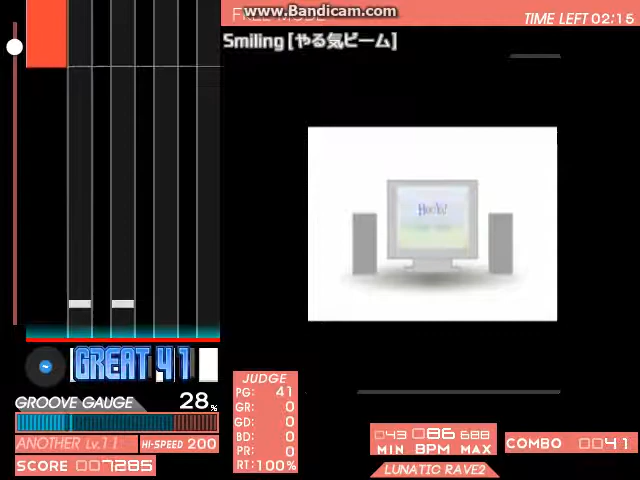 FREE MODE
www.Bandicam.com
TIME LEFT 02:15
Smiling [やる気ビーム]
GREAT 41
GROOVE GAUGE 28%
ANOTHER Lv.11 HI-SPEED 200
SCORE 007285
JUDGE
PG: 41
GR: 0
GD: 0
BD: 0
PR: 0
RT:100%
043 086 688
MIN BPM MAX
COMBO 0041
LUNATIC RAVE2